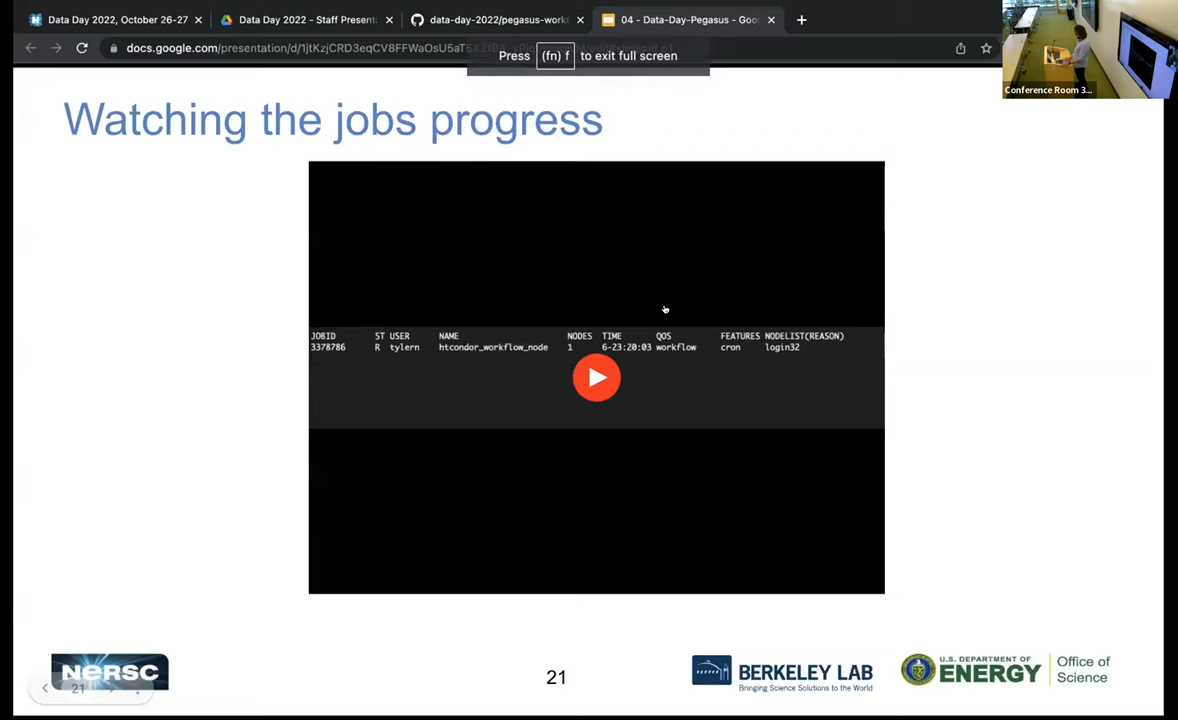 Data Day 2022, October 26-27
Data Day 2022 - Staff Present
data-day-2022/pegasus-work
04 - Data-Day-Pegasus - Goo
docs.google.com/presentation/d/1jtKzjCRD3eqCV8FFWaOsU5aT6
Press (fn) f to exit full screen
Conference Room 3...
Watching the jobs progress
JOBID ST USER NAME NODES TIME QOS FEATURES NODELIST(REASON)
3378786 R tylern htcondor_workflow_node 1 6-23:20:03 workflow cron login32
NERSC
21
21
BERKELEY LAB
Bringing Science Solutions to the World
U.S. DEPARTMENT OF
ENERGY
Office of
Science